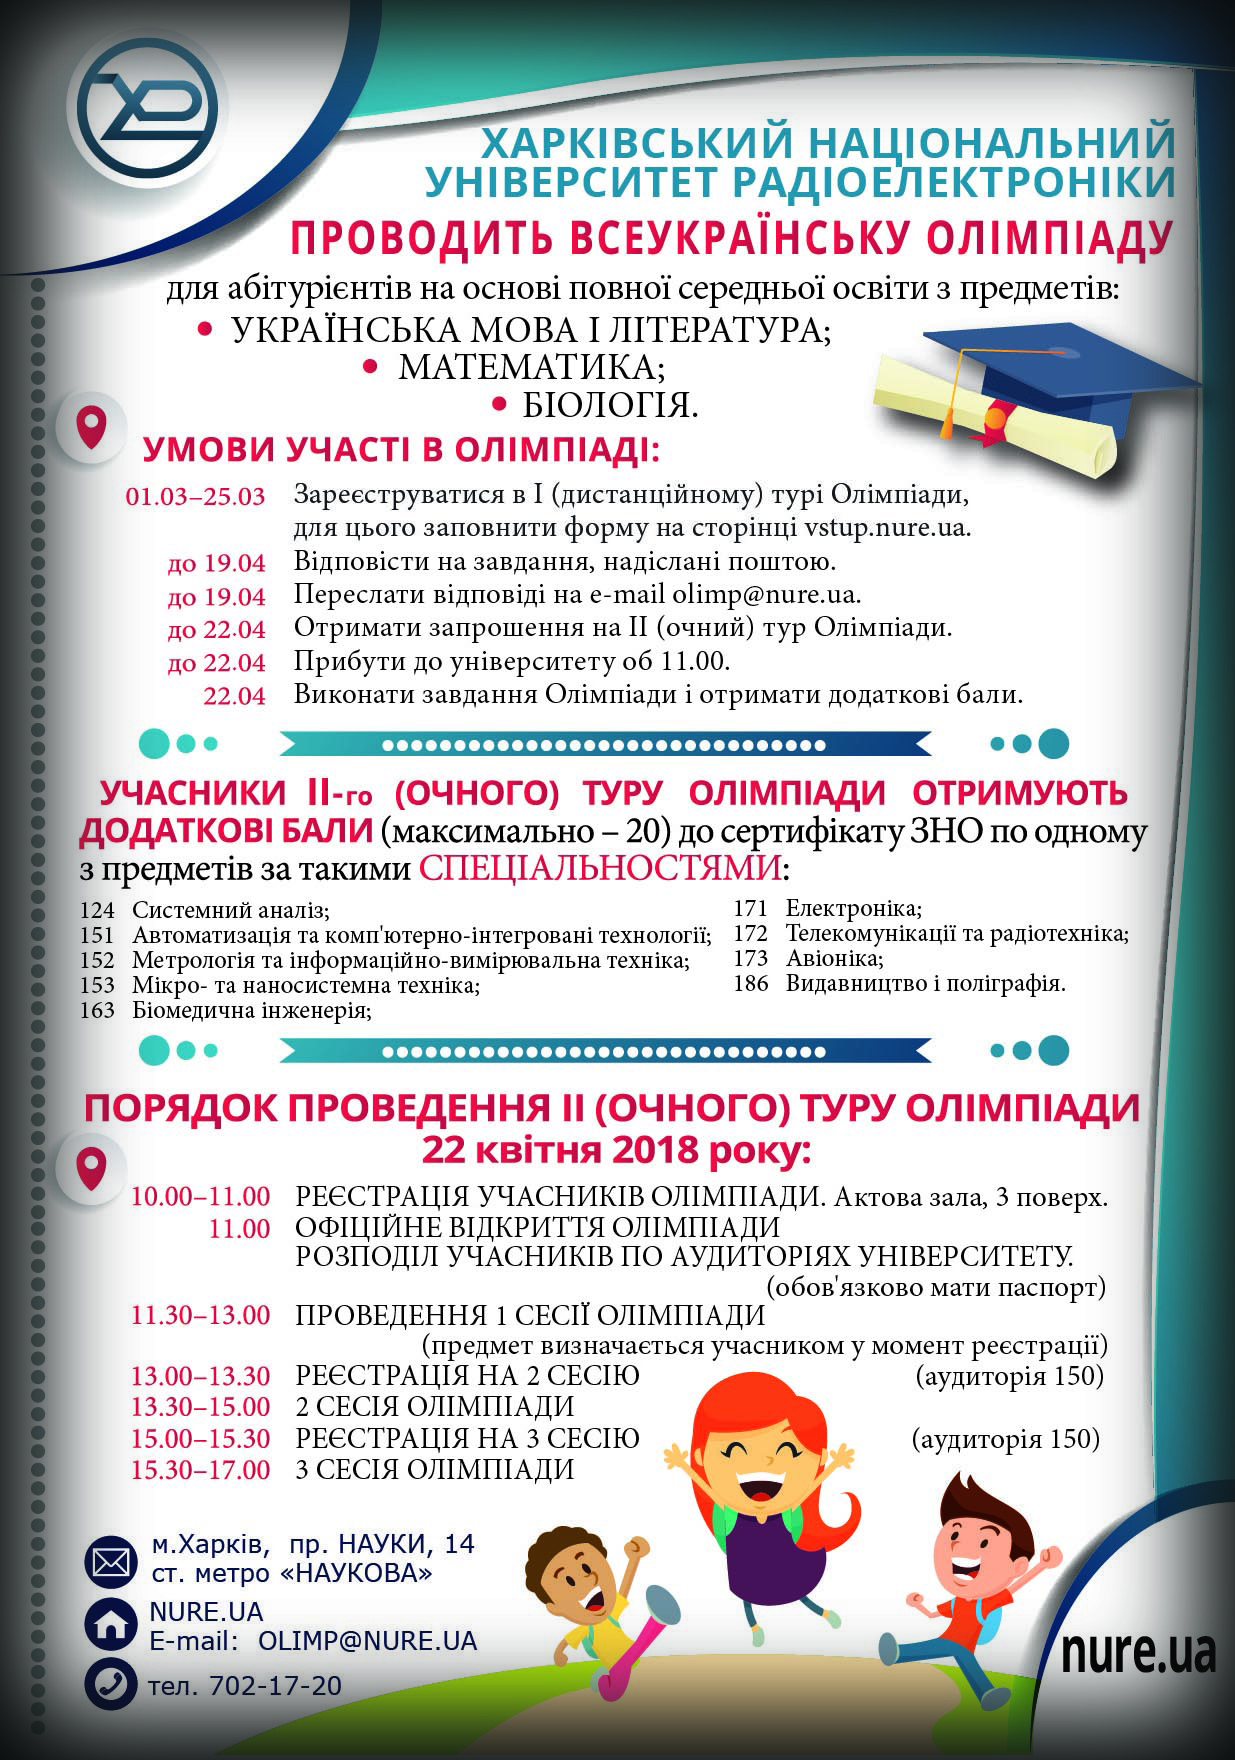 ХАРКІВСЬКИЙ НАЦІОНАЛЬНИЙ
УНІВЕРСИТЕТ РАДІОЕЛЕКТРОНІКИ
ПРОВОДИТЬ ВСЕУКРАЇНСЬКУ ОЛІМПІАДУ
для абітурієнтів на основі повної середньої освіти з предметів:
• УКРАЇНСЬКА МОВА І ЛІТЕРАТУРА;
• МАТЕМАТИКА;
• БІОЛОГІЯ.
УМОВИ УЧАСТІ В ОЛІМПІАДІ:
01.03–25.03 Зареєструватися в І (дистанційному) турі Олімпіади,
для цього заповнити форму на сторінці vstup.nure.ua.
до 19.04 Відповісти на завдання, надіслані поштою.
до 19.04 Переслати відповіді на e-mail olimp@nure.ua.
до 22.04 Отримати запрошення на ІІ (очний) тур Олімпіади.
до 22.04 Прибути до університету об 11.00.
22.04 Виконати завдання Олімпіади і отримати додаткові бали.
УЧАСНИКИ ІІ-го (ОЧНОГО) ТУРУ ОЛІМПІАДИ ОТРИМУЮТЬ
ДОДАТКОВІ БАЛИ (максимально – 20) до сертифікату ЗНО по одному
з предметів за такими СПЕЦІАЛЬНОСТЯМИ:
124 Системний аналіз;
151 Автоматизація та комп'ютерно-інтегровані технології;
152 Метрологія та інформаційно-вимірювальна техніка;
153 Мікро- та наносистемна техніка;
163 Біомедична інженерія;
171 Електроніка;
172 Телекомунікації та радіотехніка;
173 Авіоніка;
186 Видавництво і поліграфія.
ПОРЯДОК ПРОВЕДЕННЯ ІІ (ОЧНОГО) ТУРУ ОЛІМПІАДИ
22 квітня 2018 року:
10.00–11.00 РЕЄСТРАЦІЯ УЧАСНИКІВ ОЛІМПІАДИ. Актова зала, 3 поверх.
11.00 ОФІЦІЙНЕ ВІДКРИТТЯ ОЛІМПІАДИ
РОЗПОДІЛ УЧАСНИКІВ ПО АУДИТОРІЯХ УНІВЕРСИТЕТУ.
(обов'язково мати паспорт)
11.30–13.00 ПРОВЕДЕННЯ 1 СЕСІЇ ОЛІМПІАДИ
(предмет визначається учасником у момент реєстрації)
13.00–13.30 РЕЄСТРАЦІЯ НА 2 СЕСІЮ (аудиторія 150)
13.30–15.00 2 СЕСІЯ ОЛІМПІАДИ
15.00–15.30 РЕЄСТРАЦІЯ НА 3 СЕСІЮ (аудиторія 150)
15.30–17.00 3 СЕСІЯ ОЛІМПІАДИ
м.Харків, пр. НАУКИ, 14
ст. метро «НАУКОВА»
NURE.UA
E-mail: OLIMP@NURE.UA
тел. 702-17-20
nure.ua